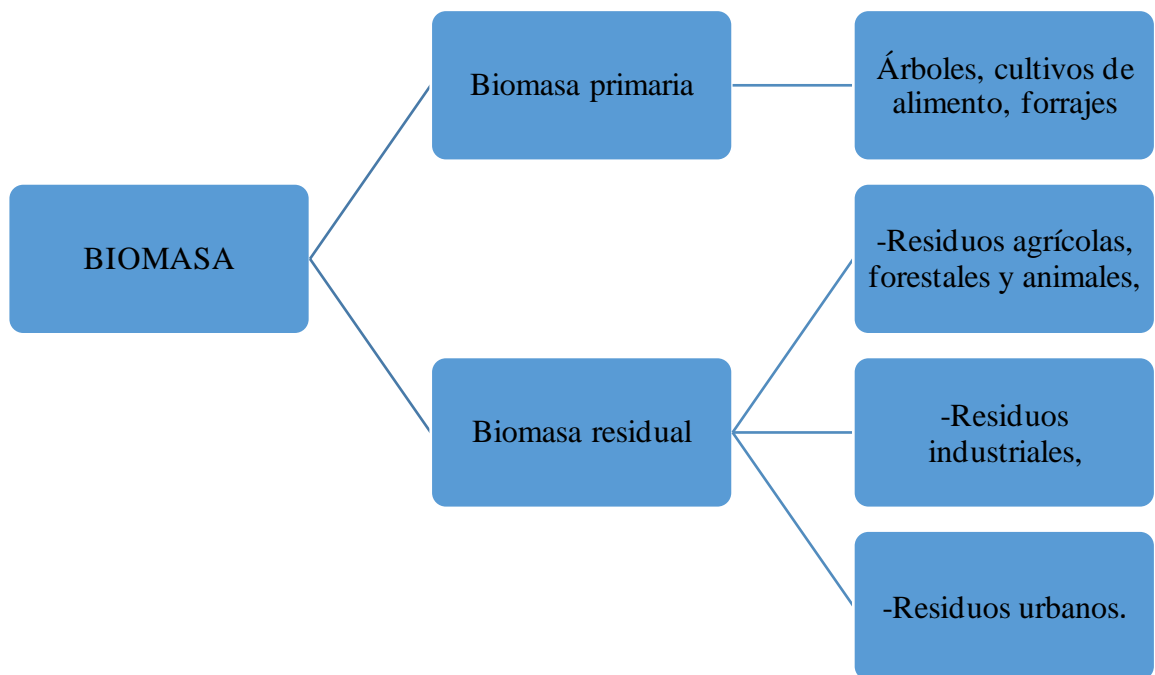 BIOMASA
Biomasa primaria
Árboles, cultivos de
alimento, forrajes
Biomasa residual
-Residuos agrícolas,
forestales y animales,
-Residuos
industriales,
-Residuos urbanos.